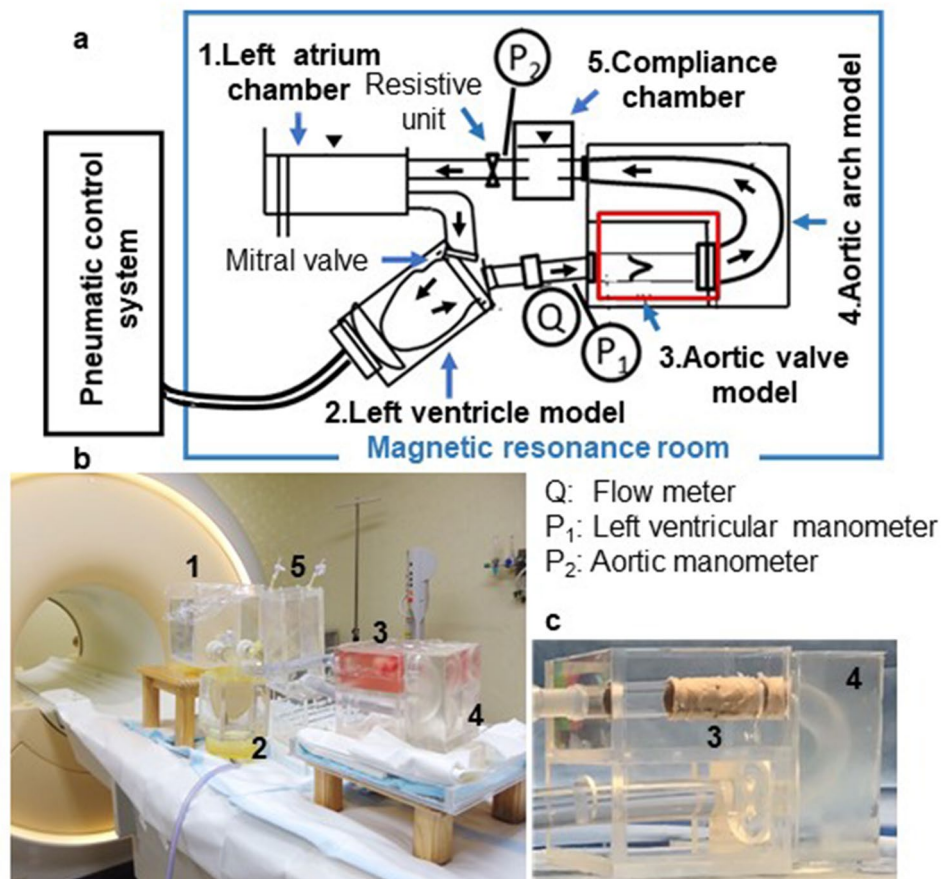 a
1.Left atrium
chamber
Resistive
unit
P2
5.Compliance
chamber
4.Aortic arch model
Pneumatic control
system
Mitral valve
Q
P1
3.Aortic valve
model
2.Left ventricle model
Magnetic resonance room
b
Q: Flow meter
P1: Left ventricular manometer
P2: Aortic manometer
1
5
3
4
2
c
4
3